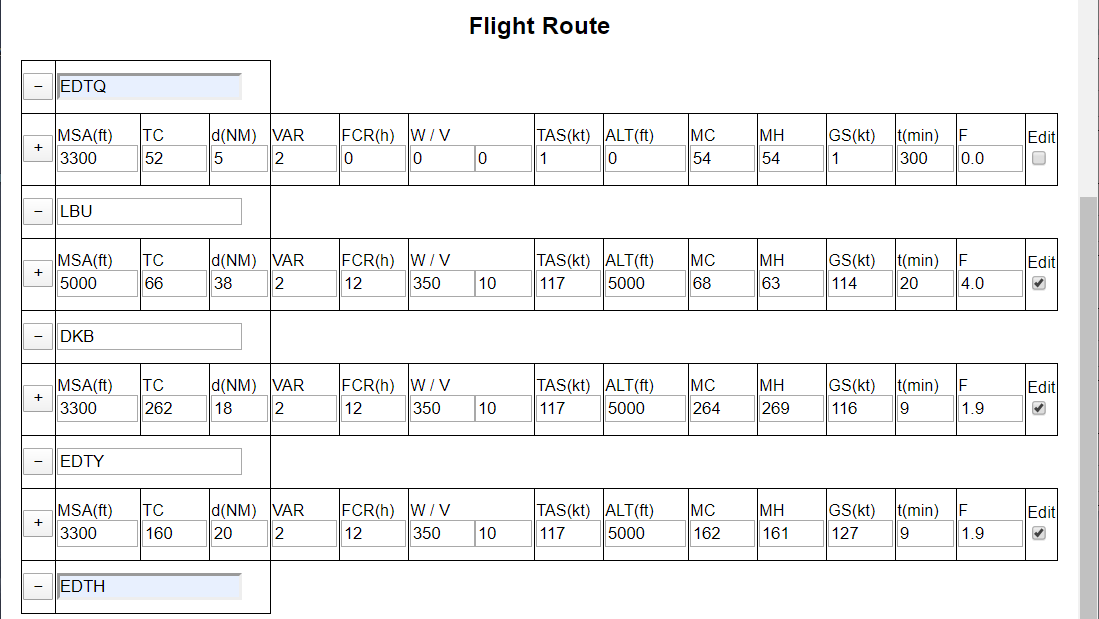 Flight Route
− EDTQ
MSA(ft) TC d(NM) VAR FCR(h) W / V TAS(kt) ALT(ft) MC MH GS(kt) t(min) F Edit
+ 3300 52 5 2 0 0 0 1 0 54 54 1 300 0.0
− LBU
MSA(ft) TC d(NM) VAR FCR(h) W / V TAS(kt) ALT(ft) MC MH GS(kt) t(min) F Edit
+ 5000 66 38 2 12 350 10 117 5000 68 63 114 20 4.0
− DKB
MSA(ft) TC d(NM) VAR FCR(h) W / V TAS(kt) ALT(ft) MC MH GS(kt) t(min) F Edit
+ 3300 262 18 2 12 350 10 117 5000 264 269 116 9 1.9
− EDTY
MSA(ft) TC d(NM) VAR FCR(h) W / V TAS(kt) ALT(ft) MC MH GS(kt) t(min) F Edit
+ 3300 160 20 2 12 350 10 117 5000 162 161 127 9 1.9
− EDTH